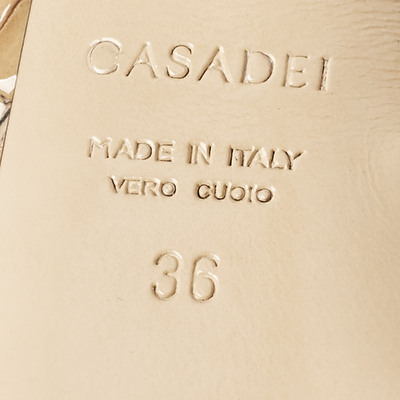 CASADEI
MADE IN ITALY
VERO CUOIO
36